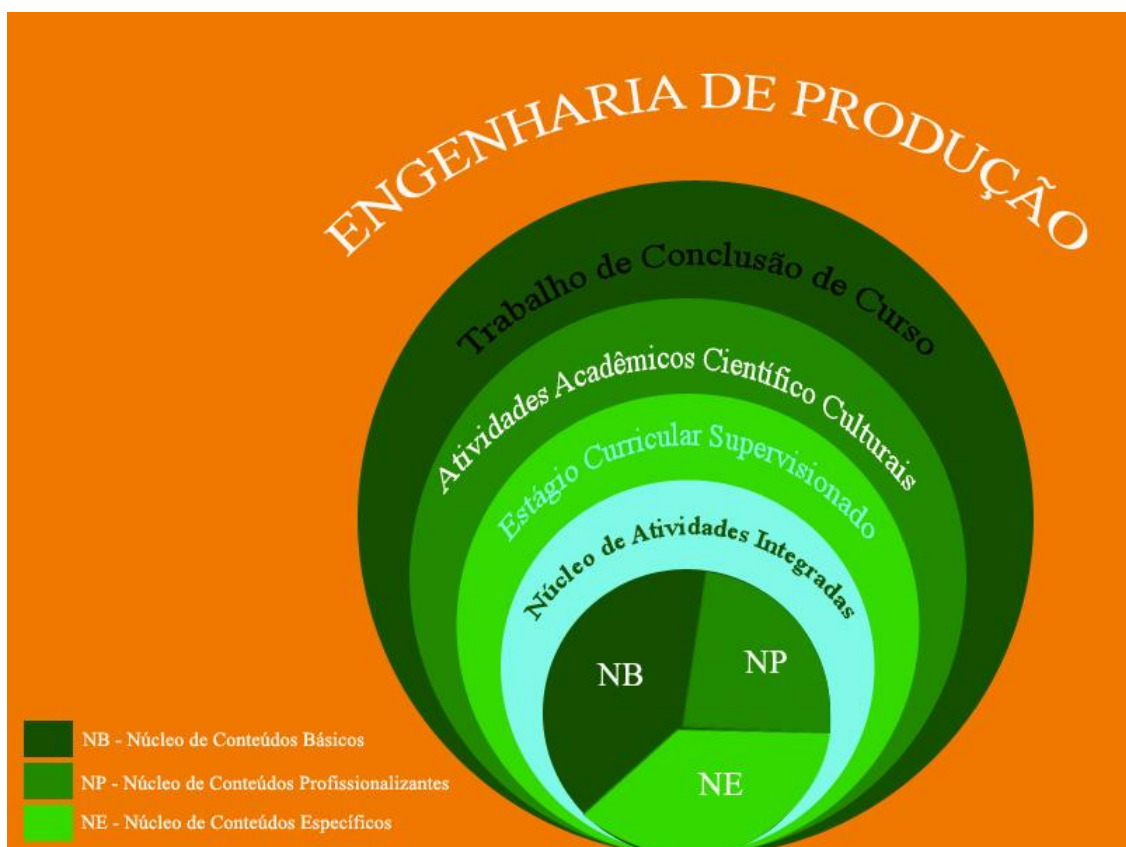 ENGENHARIA DE PRODUÇÃO
Trabalho de Conclusão de Curso
Atividades Acadêmicos Científico Culturais
Estágio Curricular Supervisionado
Núcleo de Atividades Integradas
NB
NP
NE
NB - Núcleo de Conteúdos Básicos
NP - Núcleo de Conteúdos Profissionalizantes
NE - Núcleo de Conteúdos Específicos